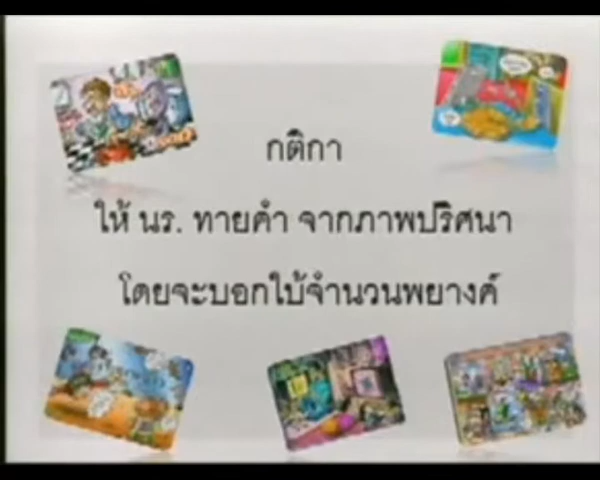 กติกา
ให้ นร. ทายคำ จากภาพปริศนา
โดยจะบอกใบ้จำนวนพยางค์